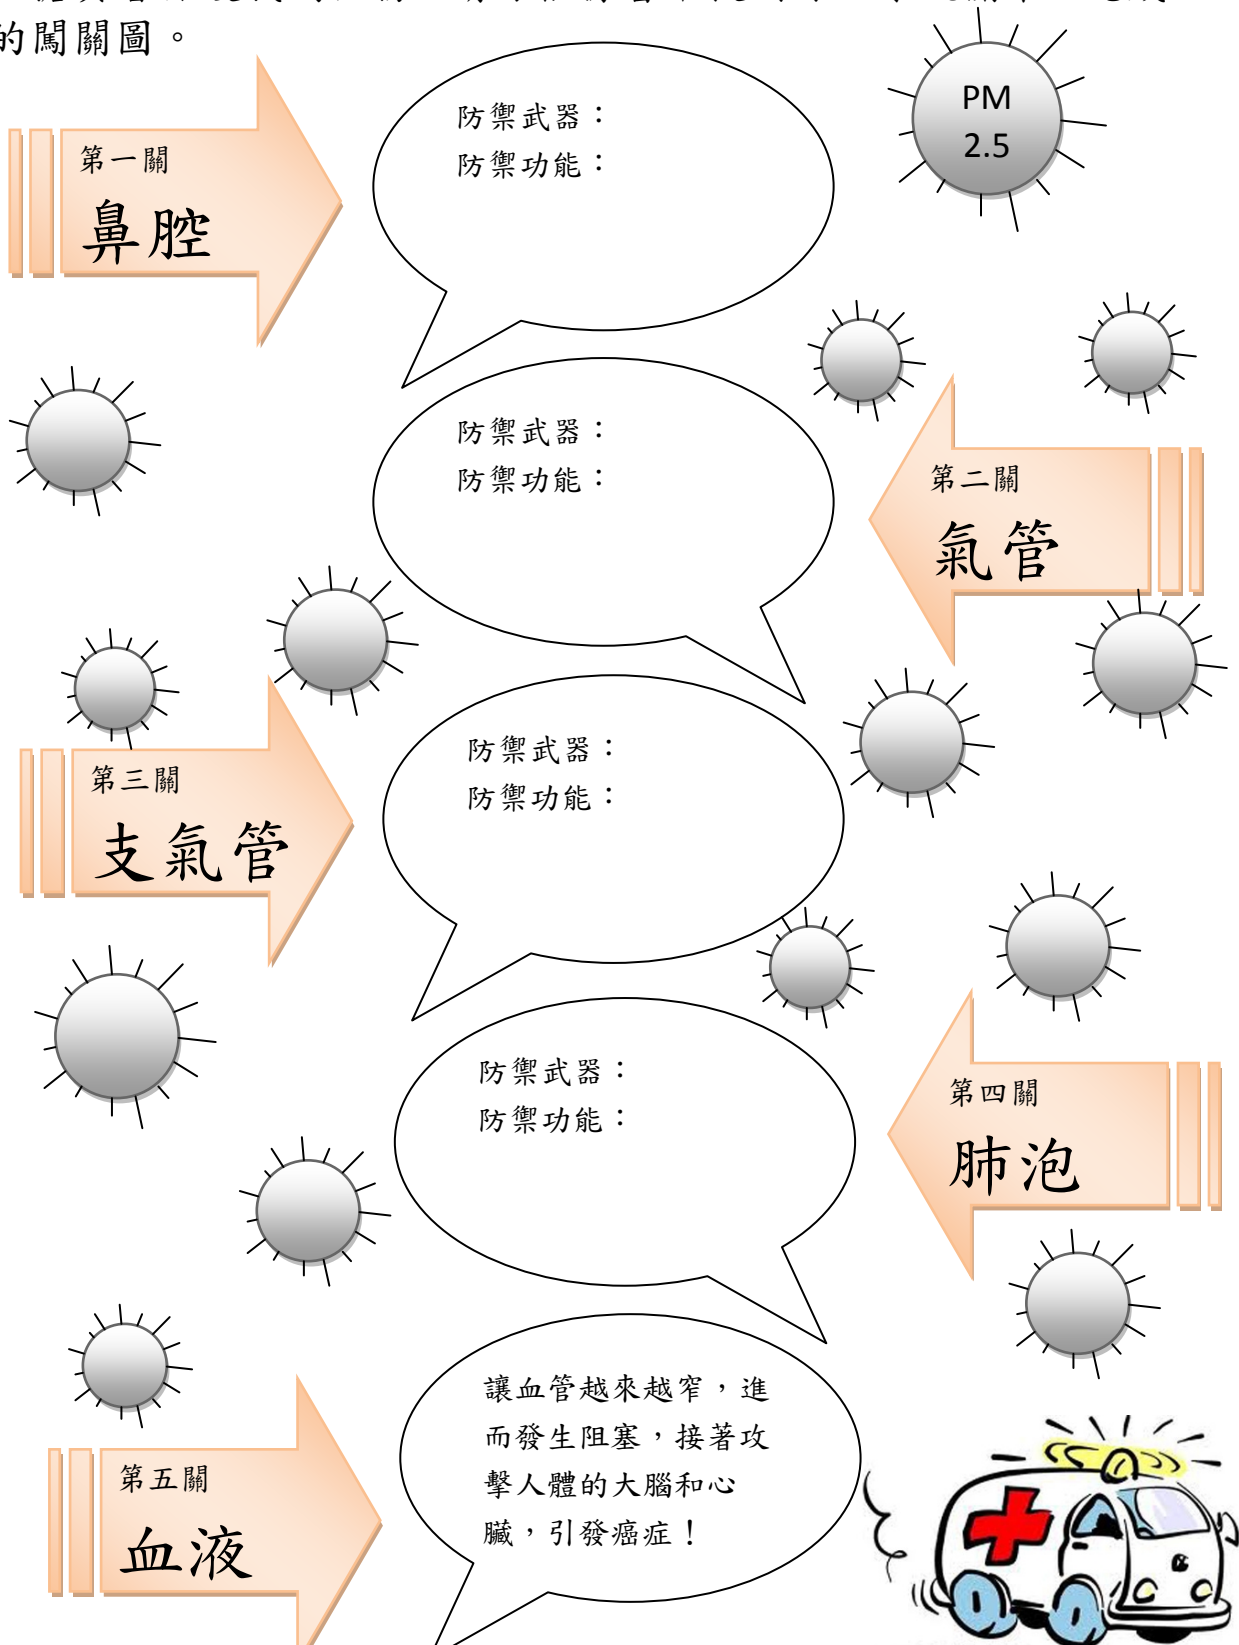 的闖關圖。
PM
2.5
第一關
鼻腔
防禦武器：
防禦功能：
第二關
氣管
防禦武器：
防禦功能：
第三關
支氣管
防禦武器：
防禦功能：
第四關
肺泡
防禦武器：
防禦功能：
第五關
血液
讓血管越來越窄，進
而發生阻塞，接著攻
擊人體的大腦和心
臟，引發癌症！